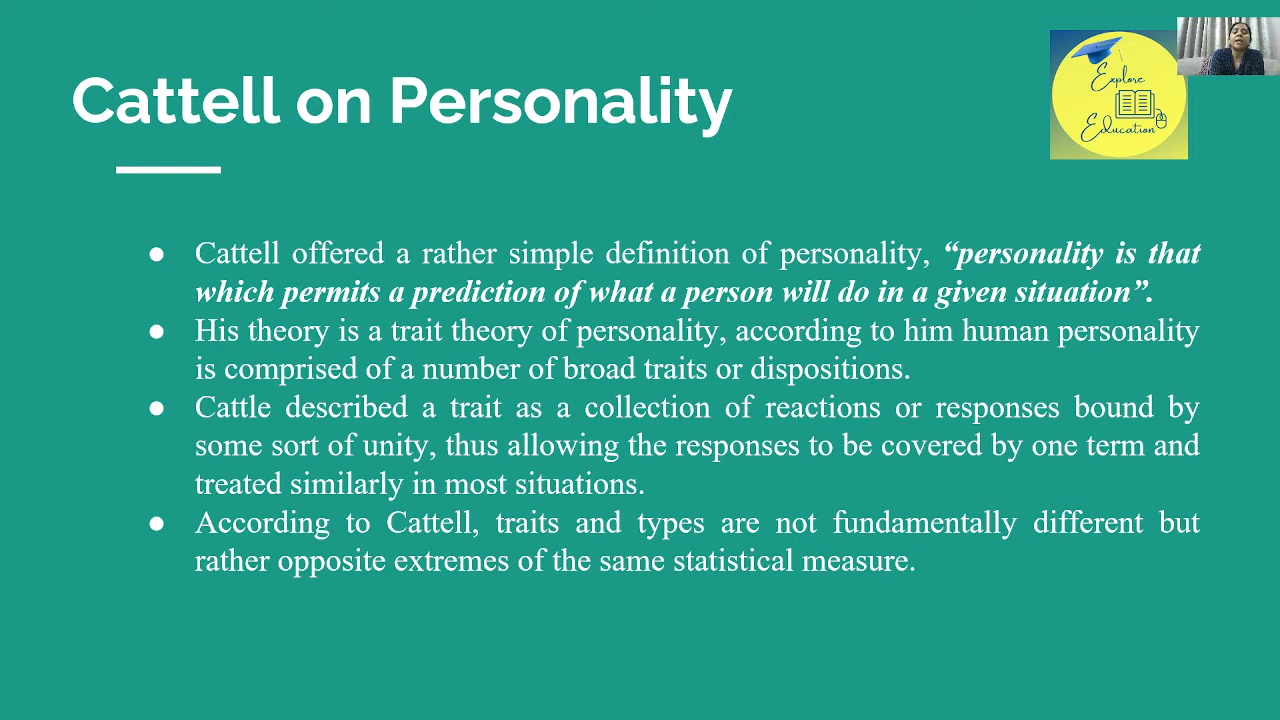 Cattell on Personality
Explore
Education
● Cattell offered a rather simple definition of personality, “personality is that
which permits a prediction of what a person will do in a given situation”.
● His theory is a trait theory of personality, according to him human personality
is comprised of a number of broad traits or dispositions.
● Cattle described a trait as a collection of reactions or responses bound by
some sort of unity, thus allowing the responses to be covered by one term and
treated similarly in most situations.
● According to Cattell, traits and types are not fundamentally different but
rather opposite extremes of the same statistical measure.